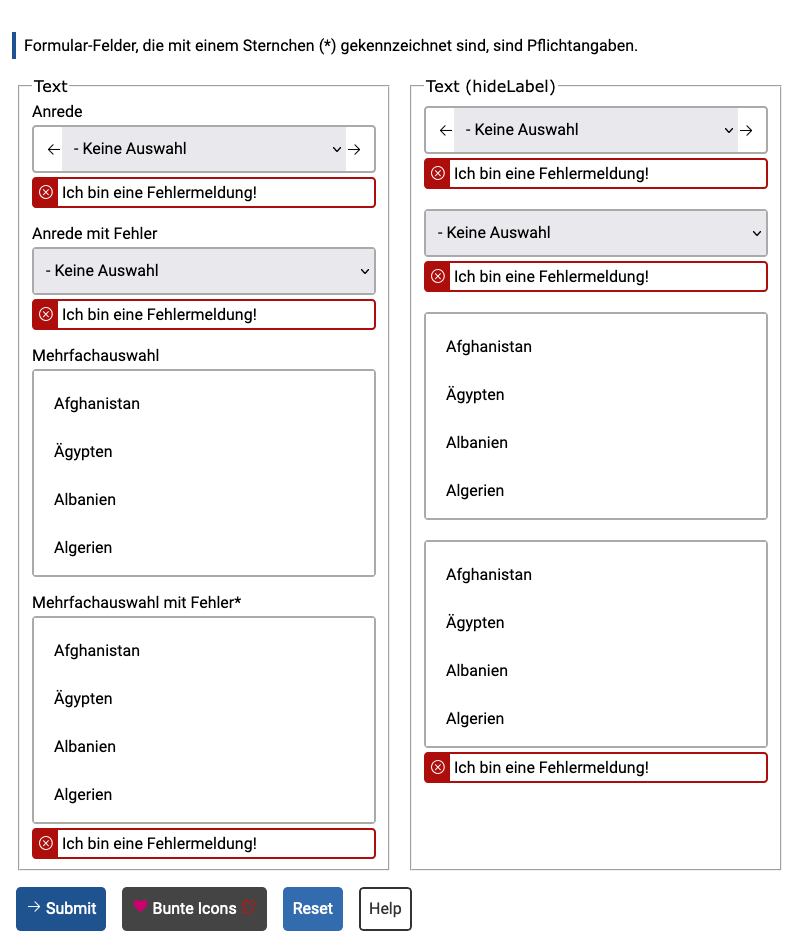 Formular-Felder, die mit einem Sternchen (*) gekennzeichnet sind, sind Pflichtangaben.
Text
Anrede
← - Keine Auswahl →
Ich bin eine Fehlermeldung!
Anrede mit Fehler
- Keine Auswahl
Ich bin eine Fehlermeldung!
Mehrfachauswahl
Afghanistan
Ägypten
Albanien
Algerien
Mehrfachauswahl mit Fehler*
Afghanistan
Ägypten
Albanien
Algerien
Ich bin eine Fehlermeldung!
Text (hideLabel)
← - Keine Auswahl →
Ich bin eine Fehlermeldung!
- Keine Auswahl
Ich bin eine Fehlermeldung!
Afghanistan
Ägypten
Albanien
Algerien
Afghanistan
Ägypten
Albanien
Algerien
Ich bin eine Fehlermeldung!
→ Submit
Bunte Icons
Reset
Help